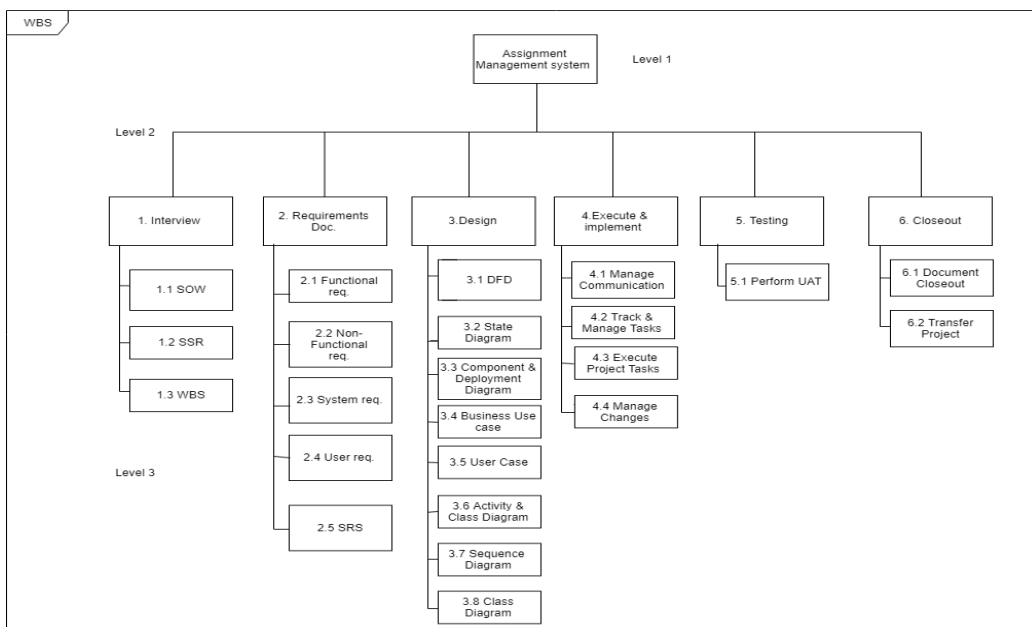 WBS
Assignment
Management system
Level 1
Level 2
1. Interview
2. Requirements
Doc.
3.Design
4.Execute &
implement
5. Testing
6. Closeout
1.1 SOW
1.2 SSR
1.3 WBS
2.1 Functional
req.
2.2 Non-
Functional
req.
2.3 System req.
2.4 User req.
2.5 SRS
3.1 DFD
3.2 State
Diagram
3.3 Component &
Deployment
Diagram
3.4 Business Use
case
3.5 User Case
3.6 Activity &
Class Diagram
3.7 Sequence
Diagram
3.8 Class
Diagram
4.1 Manage
Communication
4.2 Track &
Manage Tasks
4.3 Execute
Project Tasks
4.4 Manage
Changes
5.1 Perform UAT
6.1 Document
Closeout
6.2 Transfer
Project
Level 3